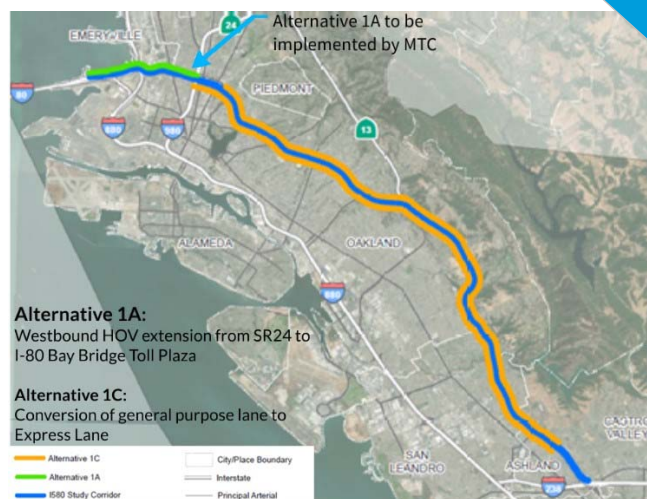 Alternative 1A to be
implemented by MTC
EMERYVILLE
24
80
PIEDMONT
13
880
980
ALAMEDA
OAKLAND
880
Alternative 1A:
Westbound HOV extension from SR24 to
I-80 Bay Bridge Toll Plaza
Alternative 1C:
Conversion of general purpose lane to
Express Lane
CASTRO
VALLEY
SAN
LEANDRO
ASHLAND
238
Alternative 1C
Alternative 1A
I580 Study Corridor
City/Place Boundary
Interstate
Principal Arterial